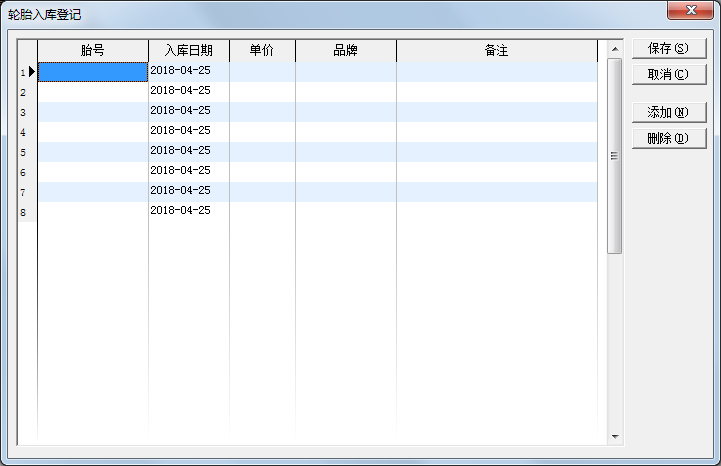 轮胎入库登记
胎号 入库日期 单价 品牌 备注
1 2018-04-25
2 2018-04-25
3 2018-04-25
4 2018-04-25
5 2018-04-25
6 2018-04-25
7 2018-04-25
8 2018-04-25
保存(S)
取消(C)
添加(N)
删除(D)